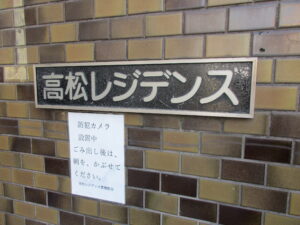 高松レジデンス
防犯カメラ
設置中
ごみ出し後は、
網を、かぶせて
ください。